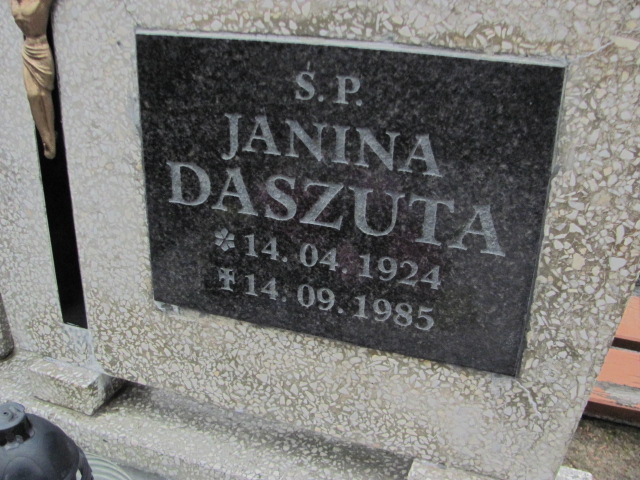 Ś.P.
JANINA
DASZUTA
* 14.04.1924
✝ 14.09.1985